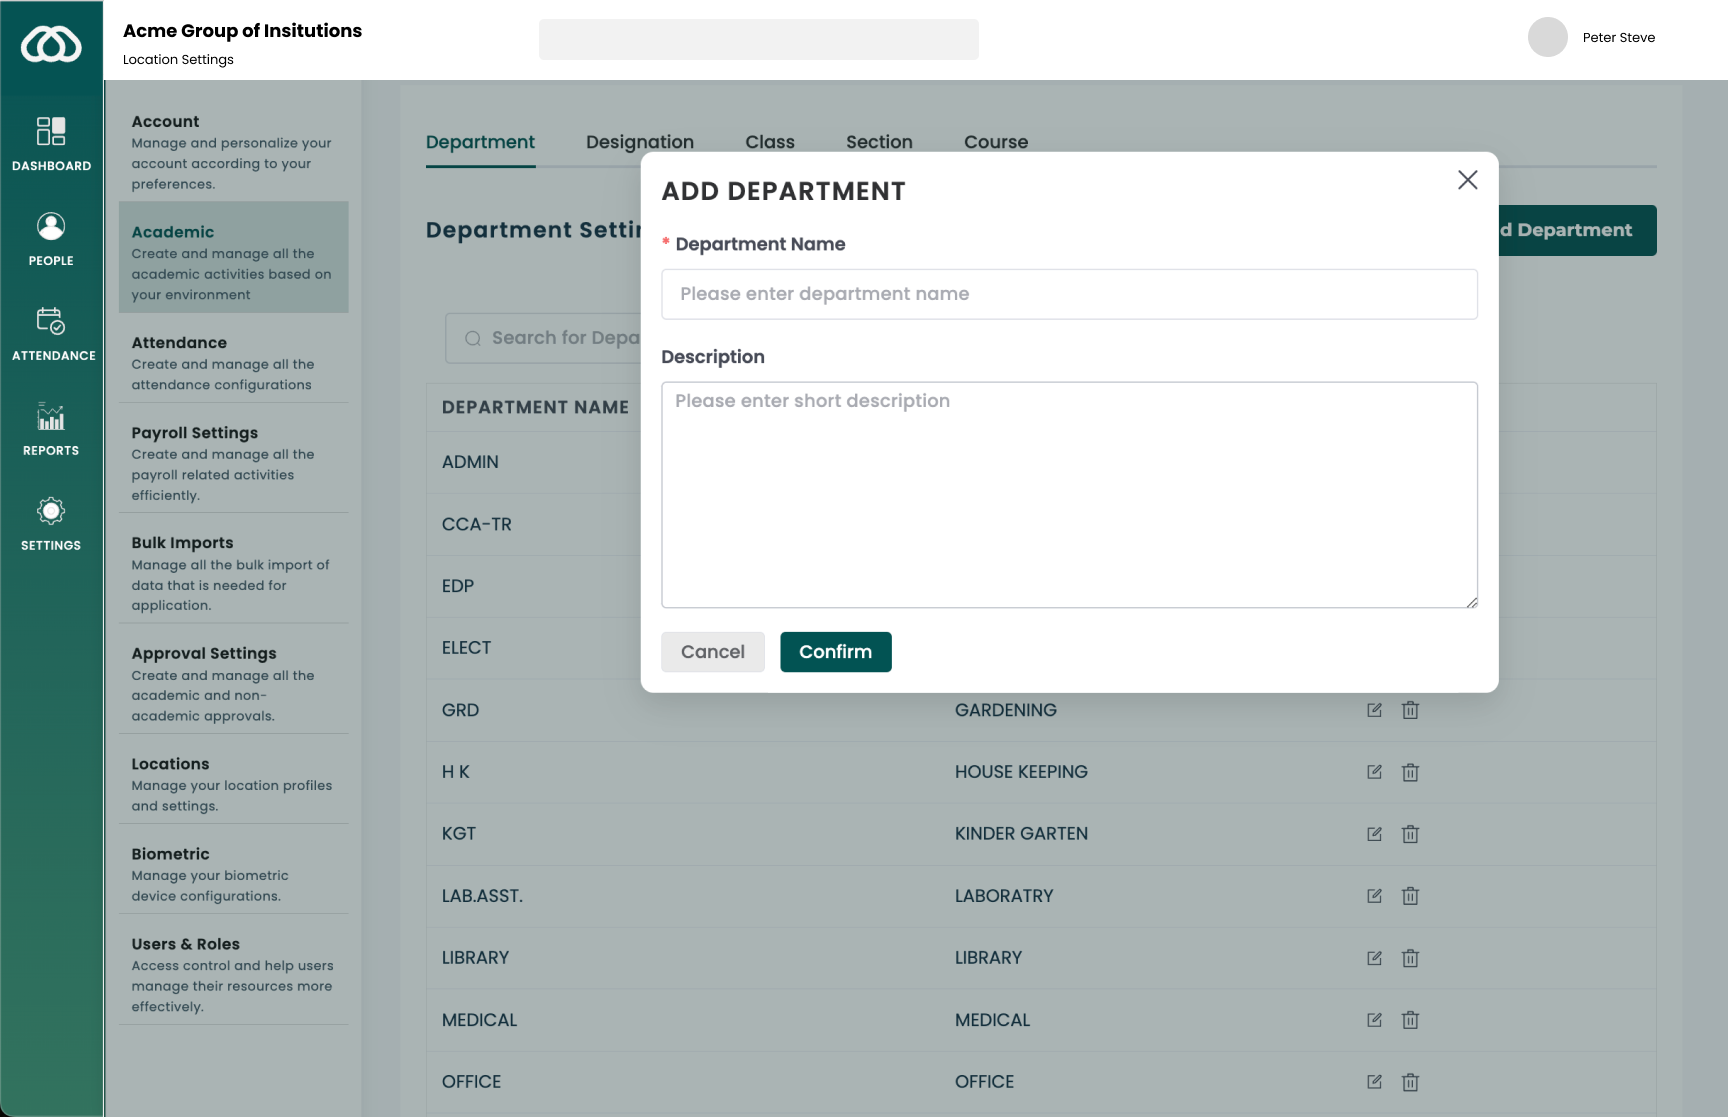 Acme Group of Insitutions
Location Settings
Peter Steve
DASHBOARD
PEOPLE
ATTENDANCE
REPORTS
SETTINGS
Account
Manage and personalize your
account according to your
preferences.
Academic
Create and manage all the
academic activities based on
your environment
Attendance
Create and manage all the
attendance configurations
Payroll Settings
Create and manage all the
payroll related activities
efficiently.
Bulk Imports
Manage all the bulk import of
data that is needed for
application.
Approval Settings
Create and manage all the
academic and non-
academic approvals.
Locations
Manage your location profiles
and settings.
Biometric
Manage your biometric
device configurations.
Users & Roles
Access control and help users
manage their resources more
effectively.
Department Designation Class Section Course
Department Settin
d Department
Search for Depa
ADD DEPARTMENT
* Department Name
Please enter department name
Description
Please enter short description
Cancel Confirm
DEPARTMENT NAME
ADMIN
CCA-TR
EDP
ELECT
GRD GARDENING
H K HOUSE KEEPING
KGT KINDER GARTEN
LAB.ASST. LABORATRY
LIBRARY LIBRARY
MEDICAL MEDICAL
OFFICE OFFICE